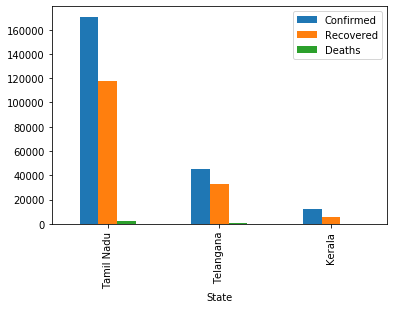 Confirmed
Recovered
Deaths
160000
140000
120000
100000
80000
60000
40000
20000
0
Tamil Nadu
Telangana
Kerala
State